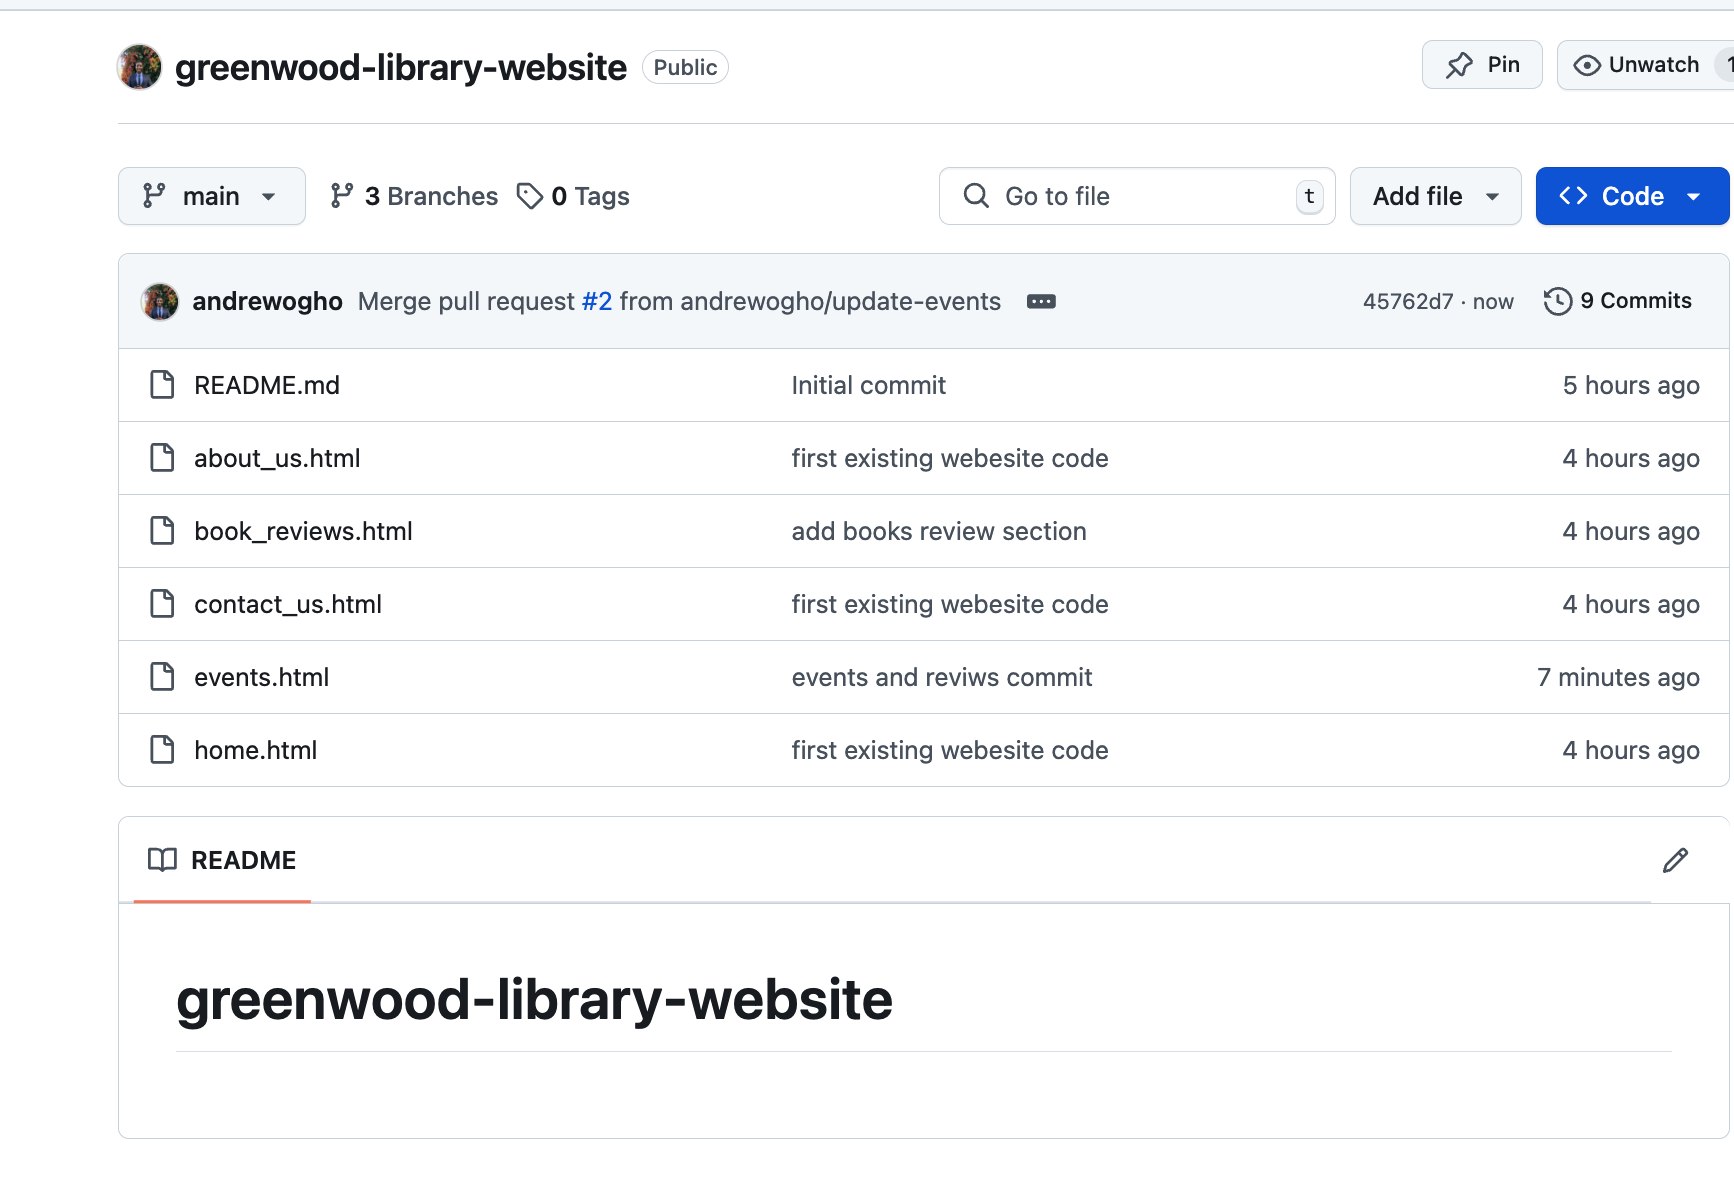 greenwood-library-website Public Pin Unwatch 1
main 3 Branches 0 Tags Go to file t Add file Code
andrewogho Merge pull request #2 from andrewogho/update-events 45762d7 · now 9 Commits
README.md Initial commit 5 hours ago
about_us.html first existing webesite code 4 hours ago
book_reviews.html add books review section 4 hours ago
contact_us.html first existing webesite code 4 hours ago
events.html events and reviws commit 7 minutes ago
home.html first existing webesite code 4 hours ago
README
greenwood-library-website